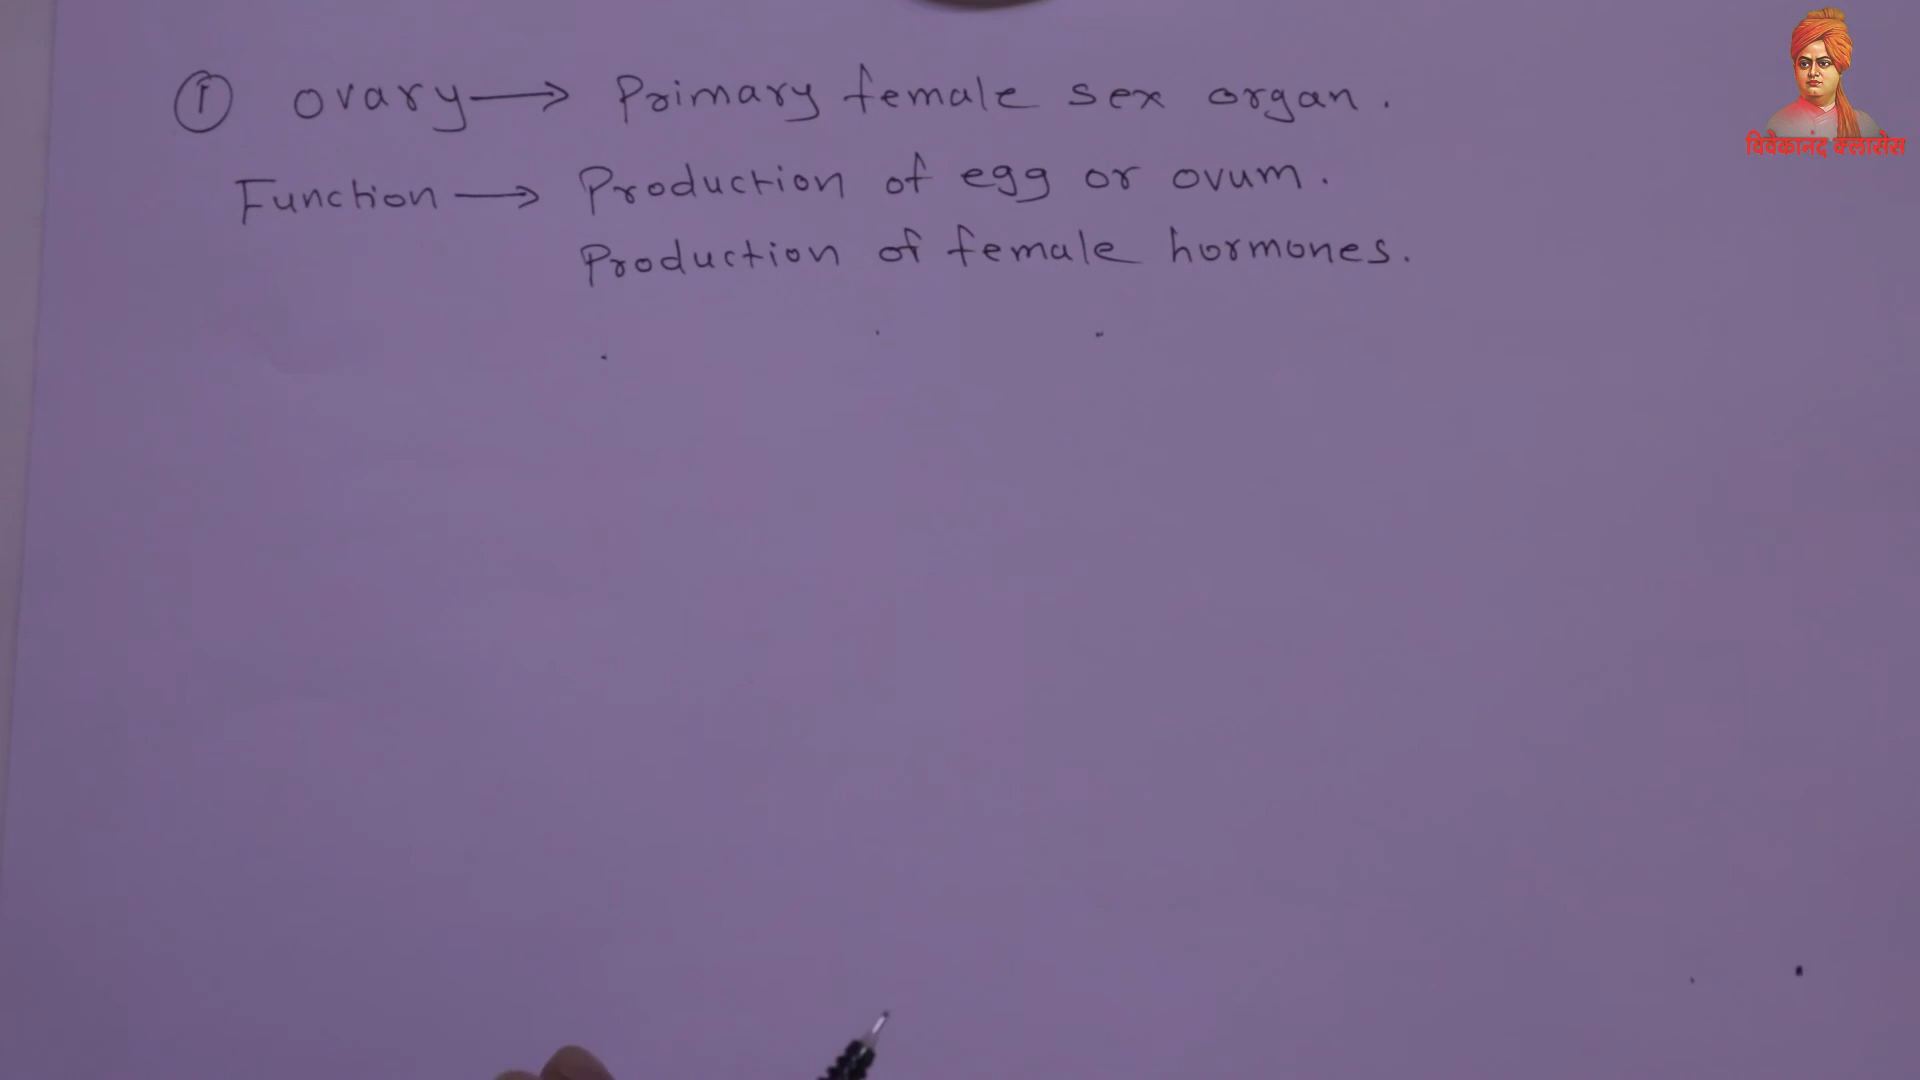 ① ovary → Primary female sex organ.
Function → Production of egg or ovum.
Production of female hormones.
विवेकानंद क्लासेस